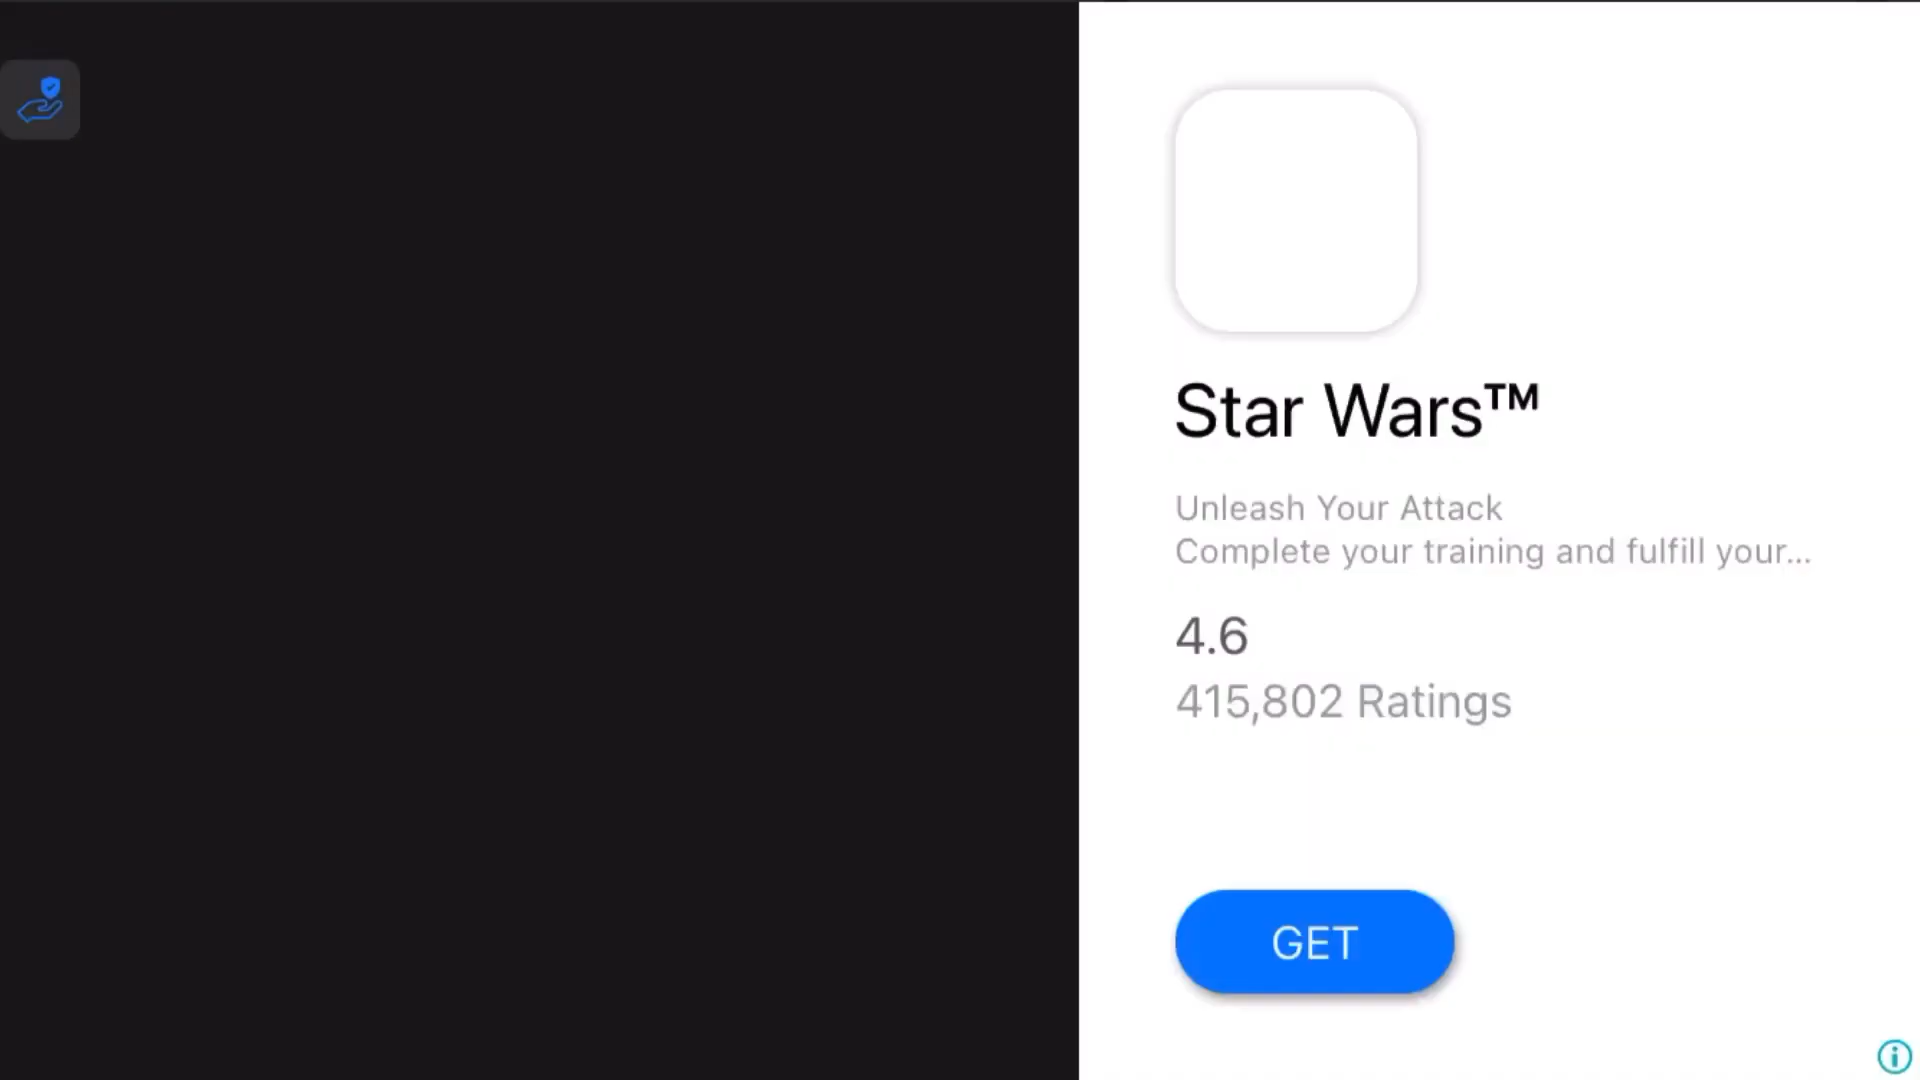 Star Wars™
Unleash Your Attack
Complete your training and fulfill your...
4.6
415,802 Ratings
GET